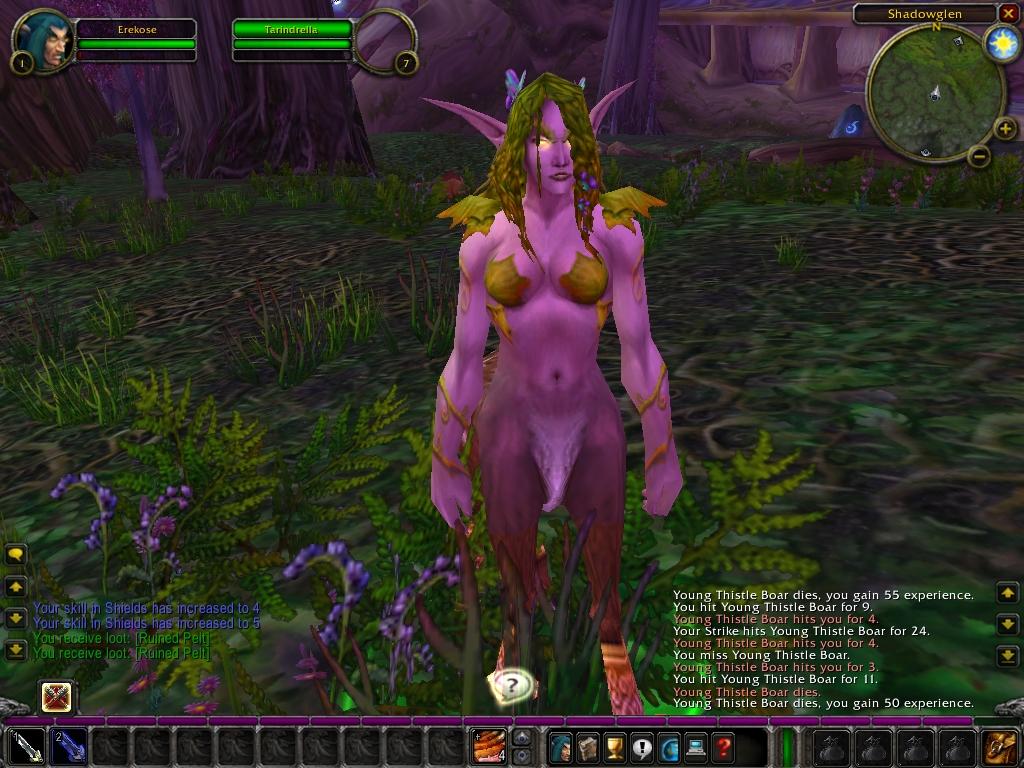 Erekose
1
Tarindrella
7
Shadowglen
N
Your skill in Shields has increased to 4
Your skill in Shields has increased to 5
You receive loot: [Ruined Pelt]
You receive loot: [Ruined Pelt]
Young Thistle Boar dies, you gain 55 experience.
You hit Young Thistle Boar for 9.
Young Thistle Boar hits you for 4.
Your Strike hits Young Thistle Boar for 24.
Young Thistle Boar hits you for 4.
You miss Young Thistle Boar.
Young Thistle Boar hits you for 3.
You hit Young Thistle Boar for 11.
Young Thistle Boar dies.
Young Thistle Boar dies, you gain 50 experience.
?
1
2
+
4
!
?